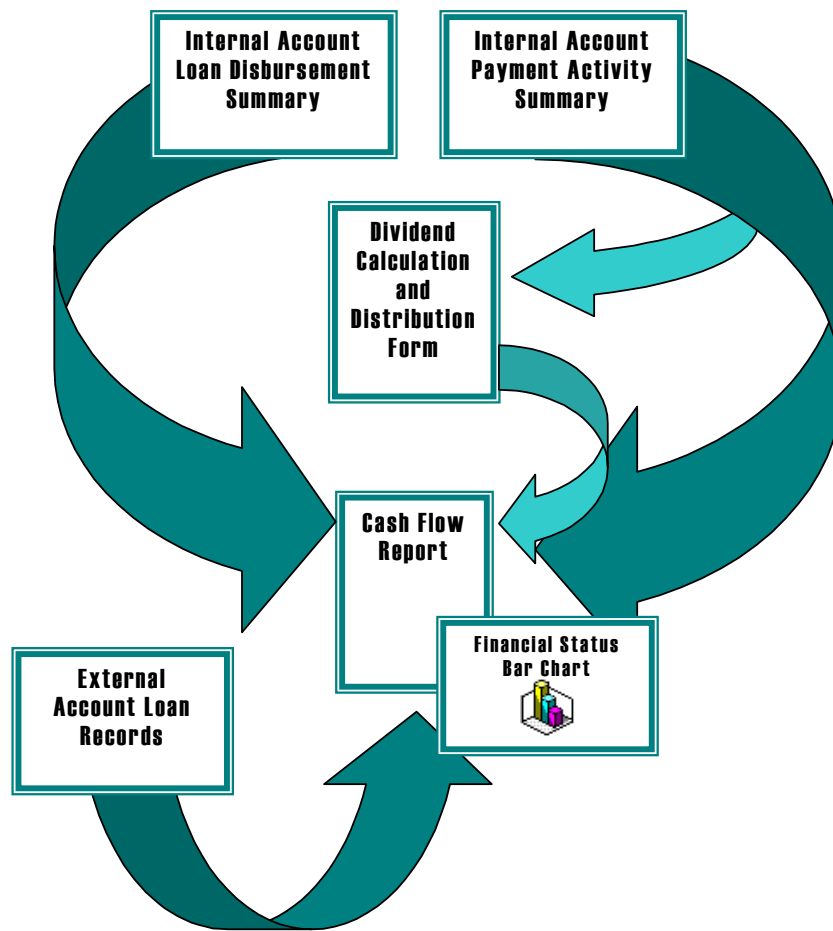 Internal Account
Loan Disbursement
Summary
Internal Account
Payment Activity
Summary
Dividend
Calculation
and
Distribution
Form
Cash Flow
Report
Financial Status
Bar Chart
External
Account Loan
Records